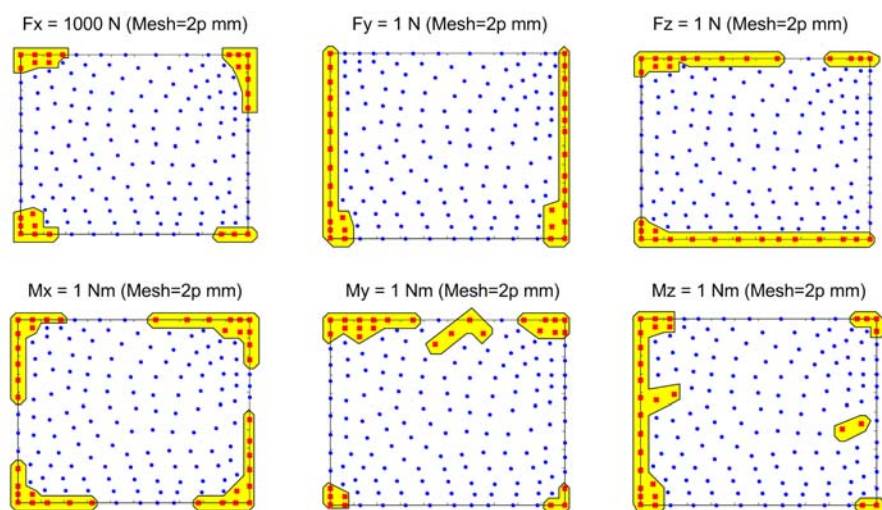 Fx = 1000 N (Mesh=2p mm)
Fy = 1 N (Mesh=2p mm)
Fz = 1 N (Mesh=2p mm)
Mx = 1 Nm (Mesh=2p mm)
My = 1 Nm (Mesh=2p mm)
Mz = 1 Nm (Mesh=2p mm)